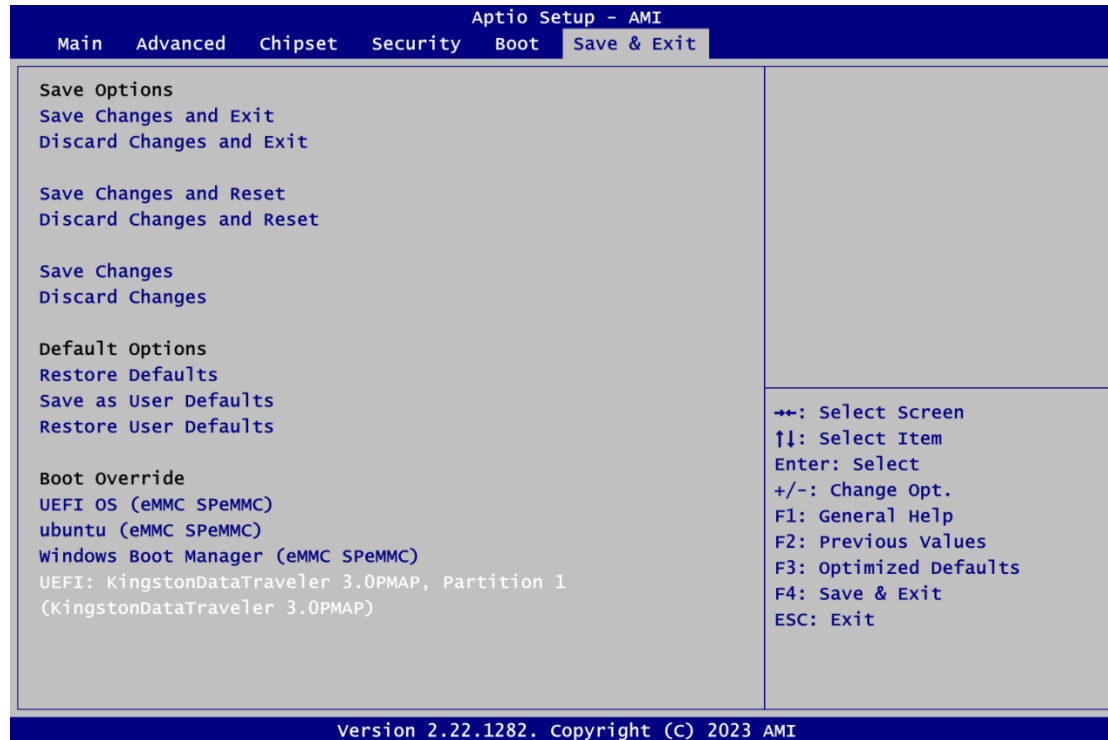 Aptio Setup - AMI
Main Advanced Chipset Security Boot Save & Exit
Save Options
Save Changes and Exit
Discard Changes and Exit
Save Changes and Reset
Discard Changes and Reset
Save Changes
Discard Changes
Default Options
Restore Defaults
Save as User Defaults
Restore User Defaults
Boot Override
UEFI OS (eMMC SPeMMC)
ubuntu (eMMC SPeMMC)
Windows Boot Manager (eMMC SPeMMC)
UEFI: KingstonDataTraveler 3.0PMAP, Partition 1
(KingstonDataTraveler 3.0PMAP)
→←: Select Screen
↑↓: Select Item
Enter: Select
+/-: Change Opt.
F1: General Help
F2: Previous Values
F3: Optimized Defaults
F4: Save & Exit
ESC: Exit
Version 2.22.1282. Copyright (C) 2023 AMI